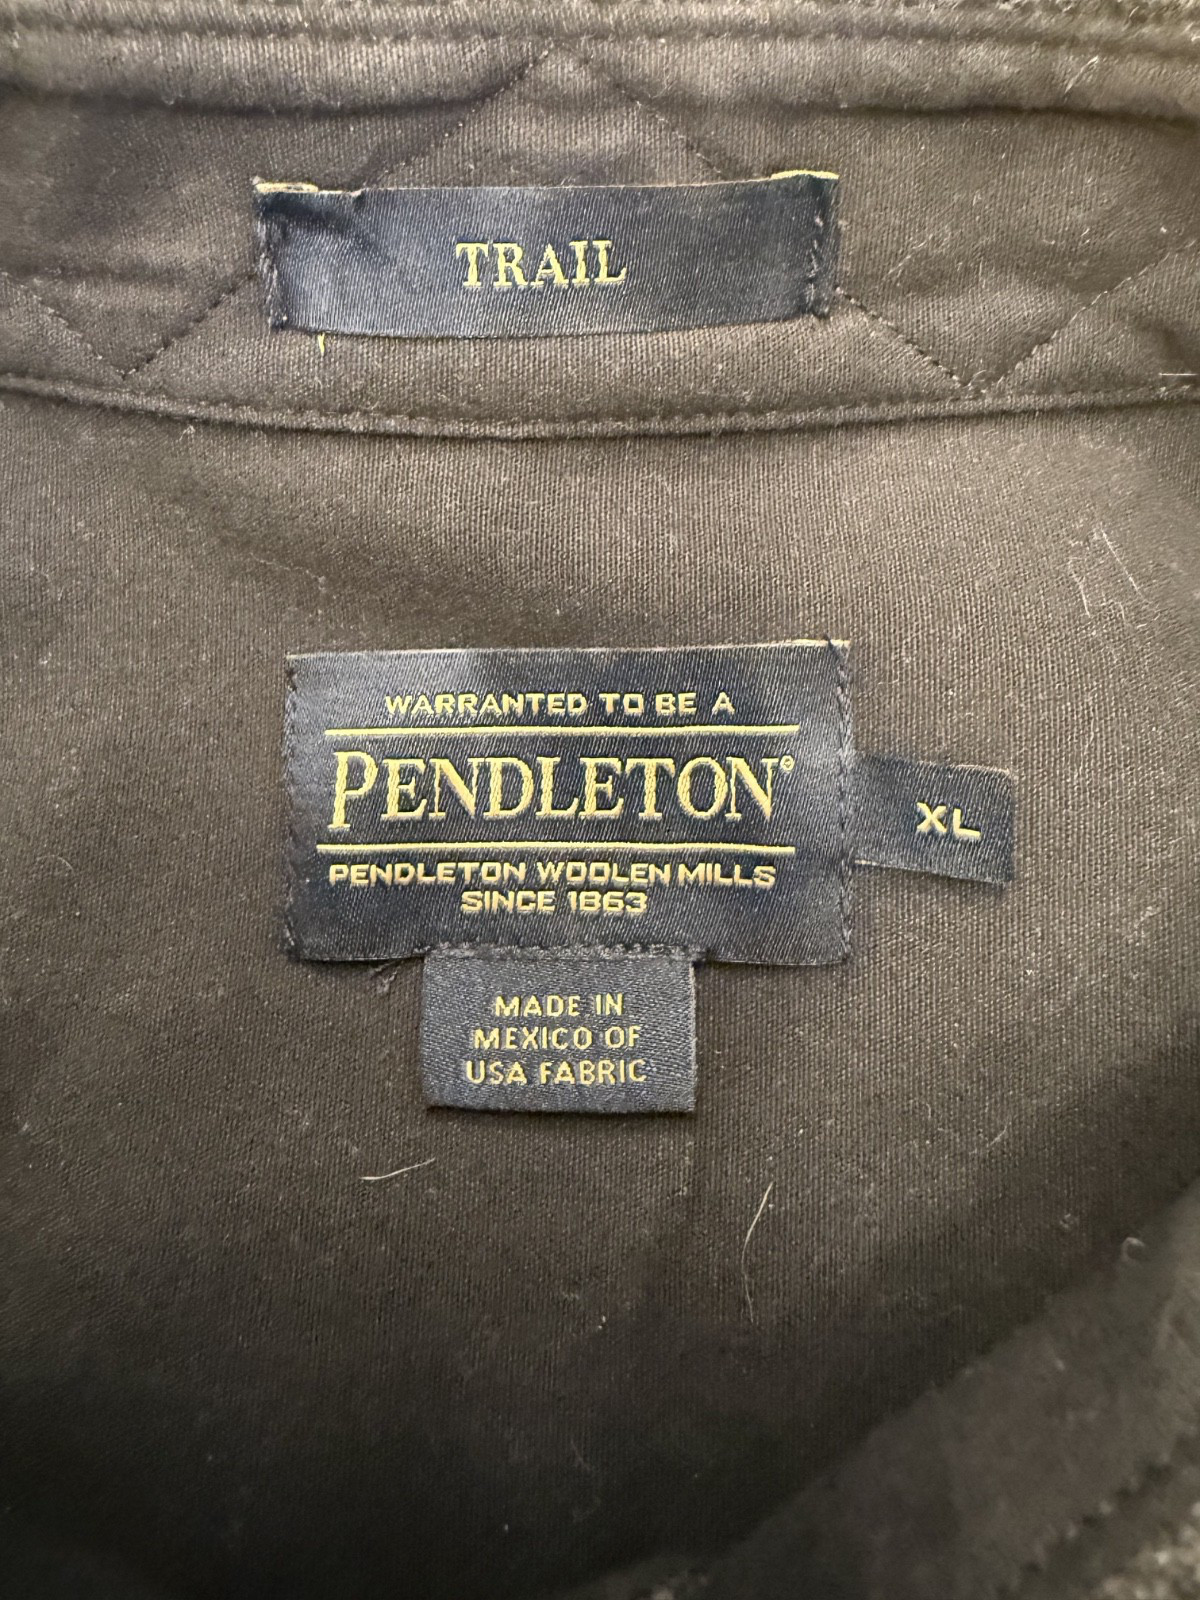 TRAIL
WARRANTED TO BE A
PENDLETON®
PENDLETON WOOLEN MILLS
SINCE 1863
XL
MADE IN
MEXICO OF
USA FABRIC